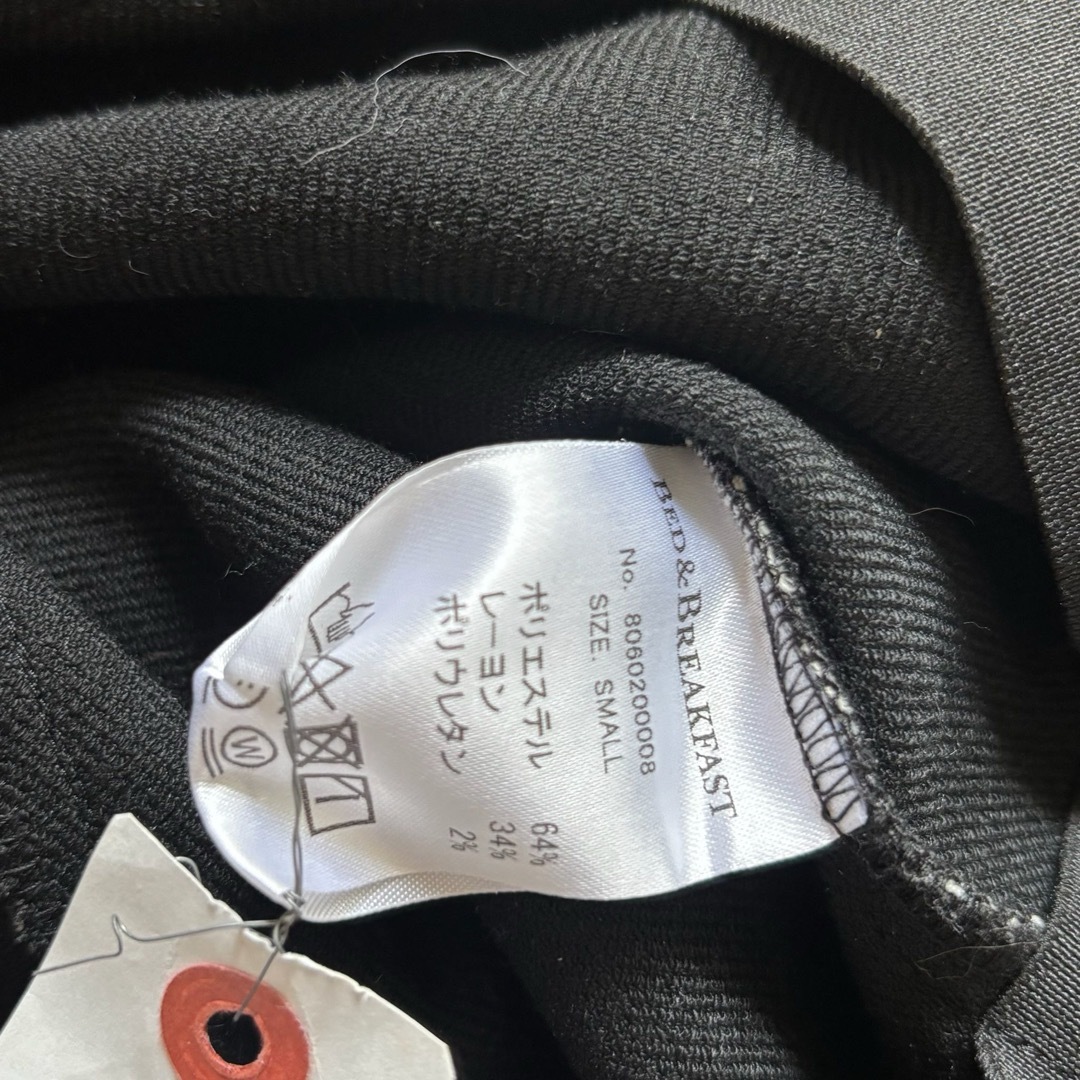 BED&BREAKFAST
No. 8060200008
SIZE. SMALL
ポリエステル 64%
レーヨン 34%
ポリウレタン 2%
W